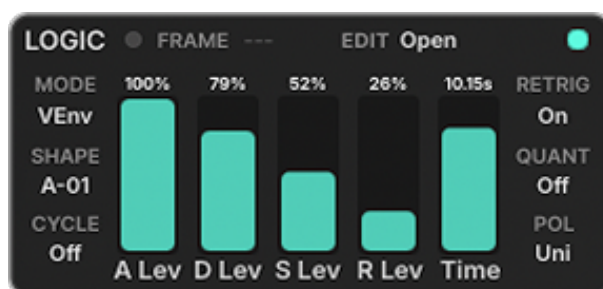 LOGIC FRAME --- EDIT Open
MODE 100% 79% 52% 26% 10.15s RETRIG
VEnv On
SHAPE QUANT
A-01 Off
CYCLE POL
Off Uni
A Lev D Lev S Lev R Lev Time